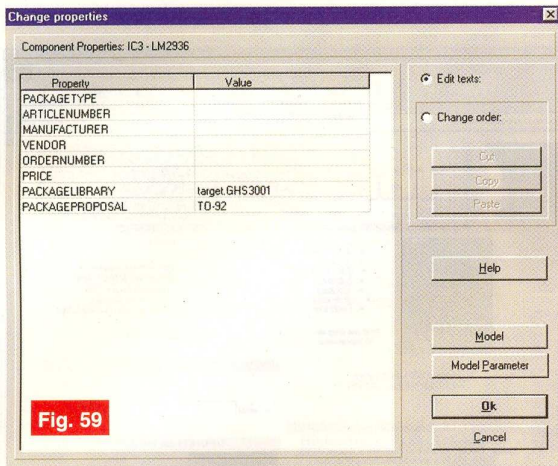 Change properties
Component Properties: IC3 - LM2936
Property Value
PACKAGETYPE
ARTICLENUMBER
MANUFACTURER
VENDOR
ORDERNUMBER
PRICE
PACKAGELIBRARY target.GHS3001
PACKAGEPROPOSAL TO-92
Edit texts:
Change order:
Cut
Copy
Paste
Help
Model
Model Parameter
Ok
Cancel
Fig. 59